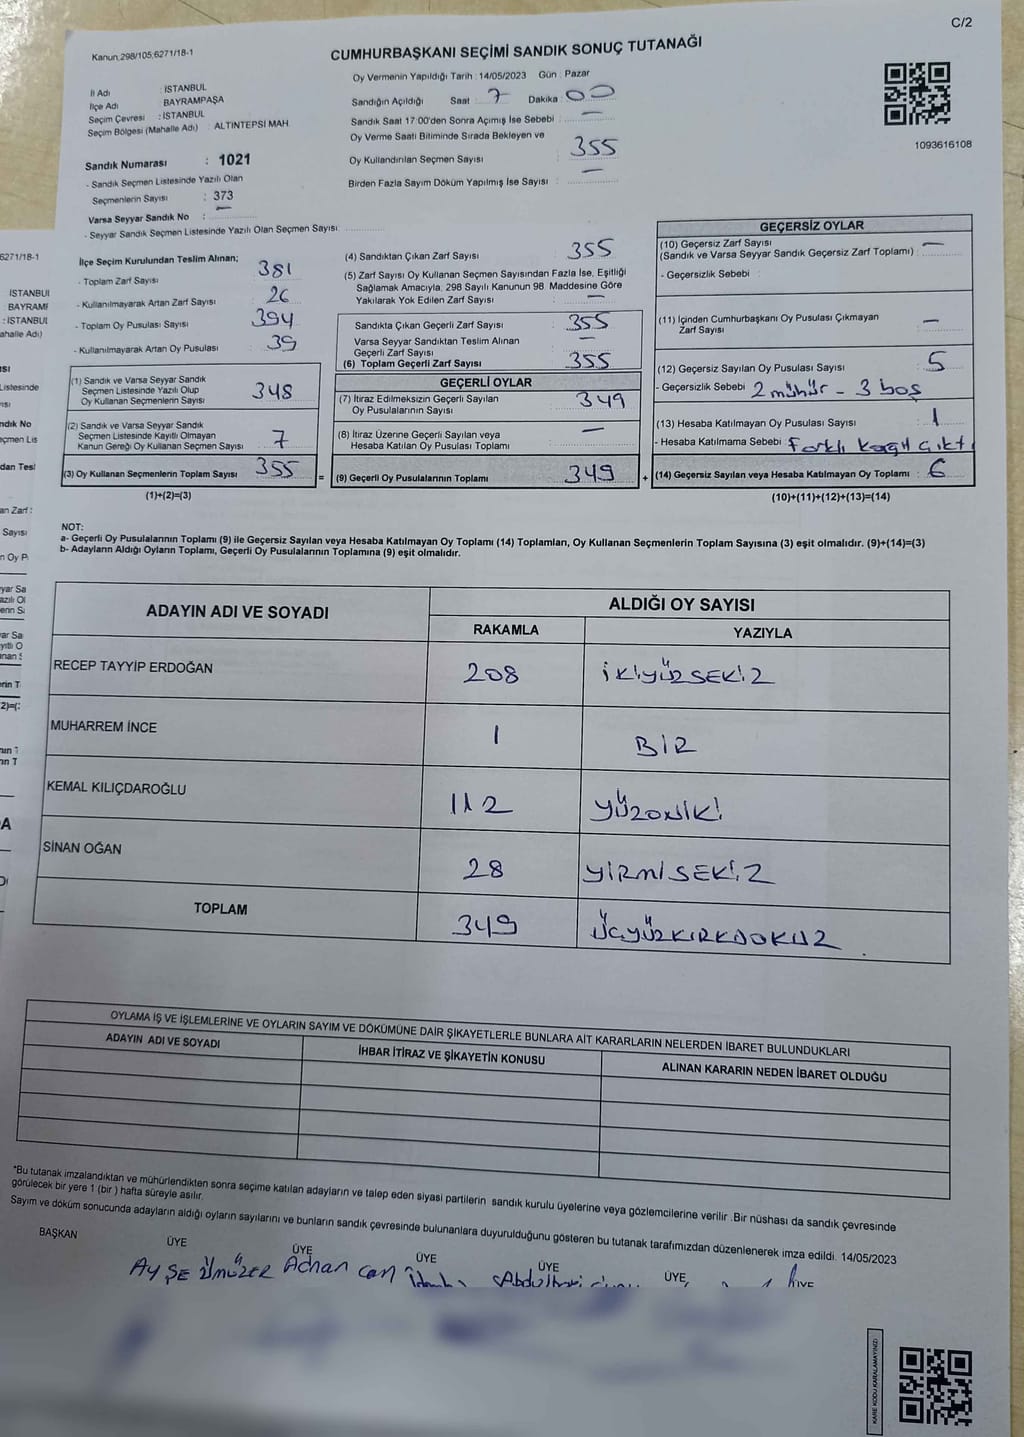 C/2
Kanun,298/105;6271/18-1
CUMHURBAŞKANI SEÇİMİ SANDIK SONUÇ TUTANAĞI
İl Adı : İSTANBUL
İlçe Adı BAYRAMPAŞA
Seçim Çevresi : İSTANBUL
Seçim Bölgesi (Mahalle Adı) : ALTINTEPSİ MAH.
Sandık Numarası : 1021
- Sandık Seçmen Listesinde Yazılı Olan
Seçmenlerin Sayısı : 373
Varsa Seyyar Sandık No : —
- Seyyar Sandık Seçmen Listesinde Yazılı Olan Seçmen Sayısı:
Oy Vermenin Yapıldığı Tarih : 14/05/2023 Gün : Pazar
Sandığın Açıldığı Saat : 7 Dakika : 00
Sandık Saat 17:00'den Sonra Açımış İse Sebebi : —
Oy Verme Saati Bitiminde Sırada Bekleyen ve
Oy Kullandırılan Seçmen Sayısı 355
Birden Fazla Sayım Döküm Yapılmış İse Sayısı : —
1093616108
İlçe Seçim Kurulundan Teslim Alınan;
- Toplam Zarf Sayısı 381
- Kullanılmayarak Artan Zarf Sayısı 26
- Toplam Oy Pusulası Sayısı 394
- Kullanılmayarak Artan Oy Pusulası 39
(1) Sandık ve Varsa Seyyar Sandık
Seçmen Listesinde Yazılı Olup
Oy Kullanan Seçmenlerin Sayısı 348
(2) Sandık ve Varsa Seyyar Sandık
Seçmen Listesinde Kayıtlı Olmayan
Kanun Gereği Oy Kullanan Seçmen Sayısı 7
(3) Oy Kullanan Seçmenlerin Toplam Sayısı 355
(1)+(2)=(3)
(4) Sandıktan Çıkan Zarf Sayısı 355
(5) Zarf Sayısı Oy Kullanan Seçmen Sayısından Fazla İse, Eşitliği
Sağlamak Amacıyla, 298 Sayılı Kanunun 98. Maddesine Göre
Yakılarak Yok Edilen Zarf Sayısı : —
Sandıkta Çıkan Geçerli Zarf Sayısı : 355
Varsa Seyyar Sandıktan Teslim Alınan
Geçerli Zarf Sayısı —
(6) Toplam Geçerli Zarf Sayısı 355
GEÇERLİ OYLAR
(7) İtiraz Edilmeksizin Geçerli Sayılan
Oy Pusulalarının Sayısı : 349
(8) İtiraz Üzerine Geçerli Sayılan veya
Hesaba Katılan Oy Pusulası Toplamı —
= (9) Geçerli Oy Pusulalarının Toplamı 349
GEÇERSİZ OYLAR
(10) Geçersiz Zarf Sayısı —
(Sandık ve Varsa Seyyar Sandık Geçersiz Zarf Toplamı) :
- Geçersizlik Sebebi :
(11) İçinden Cumhurbaşkanı Oy Pusulası Çıkmayan
Zarf Sayısı —
(12) Geçersiz Sayılan Oy Pusulası Sayısı : 5
- Geçersizlik Sebebi : 2 mühür - 3 boş
(13) Hesaba Katılmayan Oy Pusulası Sayısı : 1
- Hesaba Katılmama Sebebi : Farklı kağıt çıktı
+ (14) Geçersiz Sayılan veya Hesaba Katılmayan Oy Toplamı : 6
(10)+(11)+(12)+(13)=(14)
NOT:
a- Geçerli Oy Pusulalarının Toplamı (9) ile Geçersiz Sayılan veya Hesaba Katılmayan Oy Toplamı (14) Toplamları, Oy Kullanan Seçmenlerin Toplam Sayısına (3) eşit olmalıdır. (9)+(14)=(3)
b- Adayların Aldığı Oyların Toplamı, Geçerli Oy Pusulalarının Toplamına (9) eşit olmalıdır.
ADAYIN ADI VE SOYADI
ALDIĞI OY SAYISI
RAKAMLA YAZIYLA
RECEP TAYYİP ERDOĞAN 208 İKİYÜZSEKİZ
MUHARREM İNCE 1 BİR
KEMAL KILIÇDAROĞLU 112 YÜZONİKİ
SİNAN OĞAN 28 YİRMİSEKİZ
TOPLAM 349 ÜÇYÜZKIRKDOKUZ
OYLAMA İŞ VE İŞLEMLERİNE VE OYLARIN SAYIM VE DÖKÜMÜNE DAİR ŞİKAYETLERLE BUNLARA AİT KARARLARIN NELERDEN İBARET BULUNDUKLARI
ADAYIN ADI VE SOYADI İHBAR İTİRAZ VE ŞİKAYETİN KONUSU ALINAN KARARIN NEDEN İBARET OLDUĞU
*Bu tutanak imzalandıktan ve mühürlendikten sonra seçime katılan adayların ve talep eden siyasi partilerin sandık kurulu üyelerine veya gözlemcilerine verilir .Bir nüshası da sandık çevresinde
görülecek bir yere 1 (bir ) hafta süreyle asılır.
Sayım ve döküm sonucunda adayların aldığı oyların sayılarını ve bunların sandık çevresinde bulunanlara duyurulduğunu gösteren bu tutanak tarafımızdan düzenlenerek imza edildi. 14/05/2023
BAŞKAN ÜYE ÜYE ÜYE ÜYE ÜYE
AYŞE Adnan can
KARE KODU KARALAMAYINIZ!
6271/18-1
İSTANBUL
BAYRAMP
: İSTANBUL
ahalle Adı)